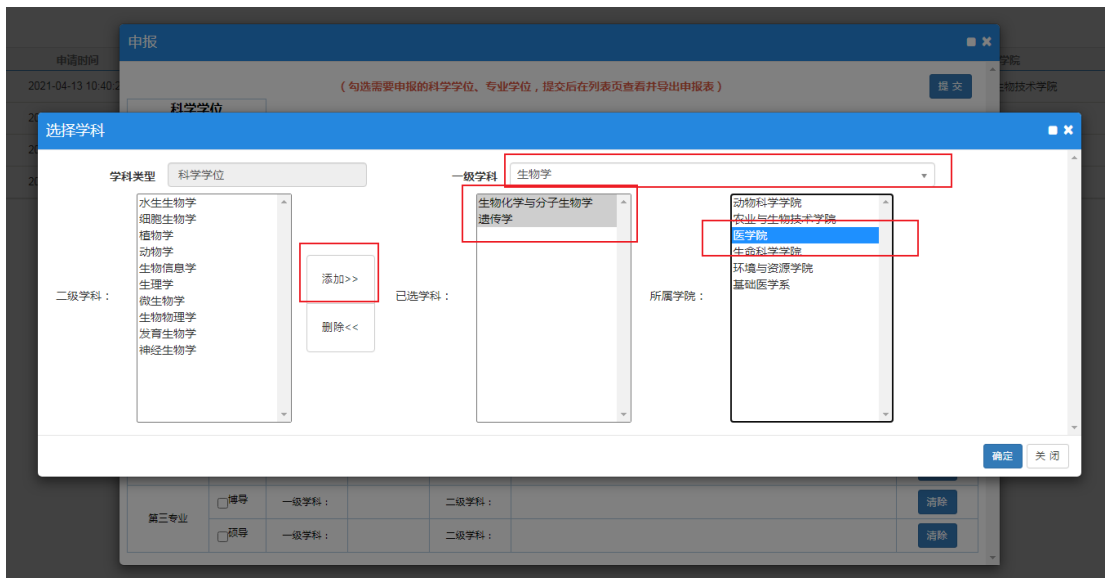 申报
申请时间
学院
2021-04-13 10:40:2
（勾选需要申报的科学学位、专业学位，提交后在列表页查看并导出申报表）
提 交
生物技术学院
科学学位
选择学科
学科类型
科学学位
一级学科
生物学
二级学科：
水生生物学
细胞生物学
植物学
动物学
生物信息学
生理学
微生物学
生物物理学
发育生物学
神经生物学
添加>>
删除<<
已选学科：
生物化学与分子生物学
遗传学
所属学院：
动物科学学院
农业与生物技术学院
医学院
生命科学学院
环境与资源学院
基础医学系
确定
关 闭
第三专业
博导
一级学科：
二级学科：
清除
硕导
一级学科：
二级学科：
清除